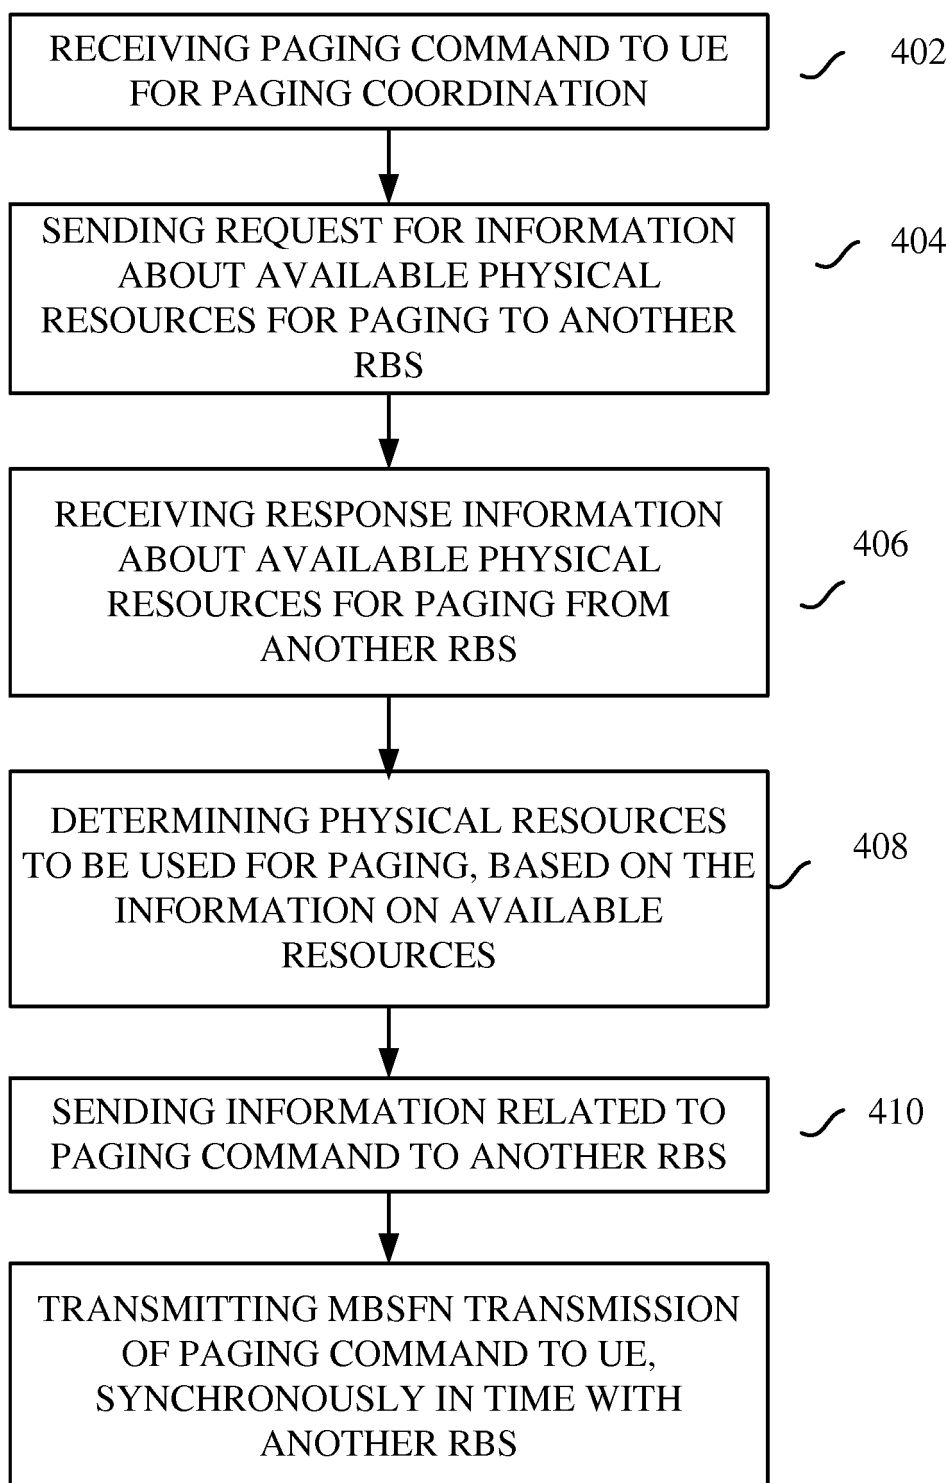 RECEIVING PAGING COMMAND TO UE
FOR PAGING COORDINATION
402
SENDING REQUEST FOR INFORMATION
ABOUT AVAILABLE PHYSICAL
RESOURCES FOR PAGING TO ANOTHER
RBS
404
RECEIVING RESPONSE INFORMATION
ABOUT AVAILABLE PHYSICAL
RESOURCES FOR PAGING FROM
ANOTHER RBS
406
DETERMINING PHYSICAL RESOURCES
TO BE USED FOR PAGING, BASED ON THE
INFORMATION ON AVAILABLE
RESOURCES
408
SENDING INFORMATION RELATED TO
PAGING COMMAND TO ANOTHER RBS
410
TRANSMITTING MBSFN TRANSMISSION
OF PAGING COMMAND TO UE,
SYNCHRONOUSLY IN TIME WITH
ANOTHER RBS